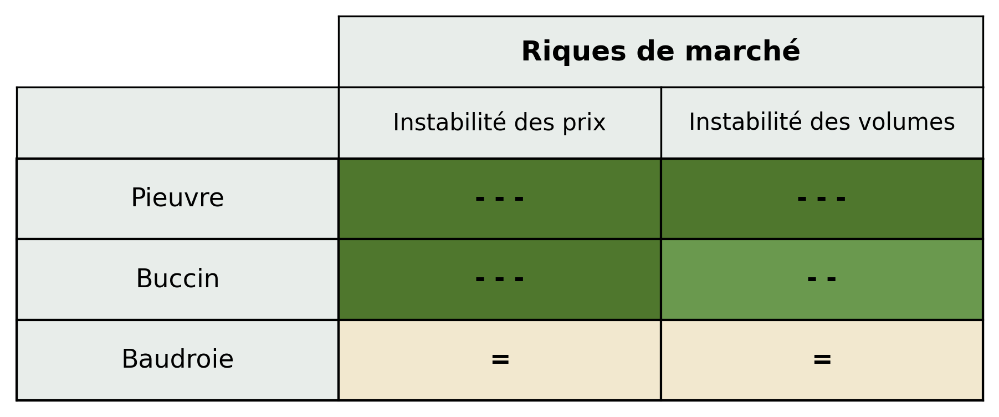 Riques de marché
Instabilité des prix Instabilité des volumes
Pieuvre - - - - - -
Buccin - - - - -
Baudroie = =